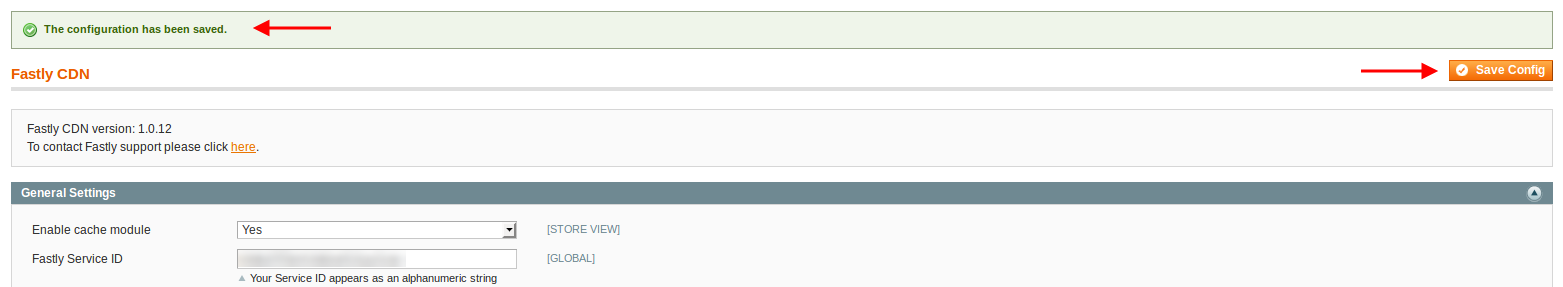 The configuration has been saved.
Fastly CDN
Save Config
Fastly CDN version: 1.0.12
To contact Fastly support please click here.
General Settings
Enable cache module Yes [STORE VIEW]
Fastly Service ID [GLOBAL]
Your Service ID appears as an alphanumeric string